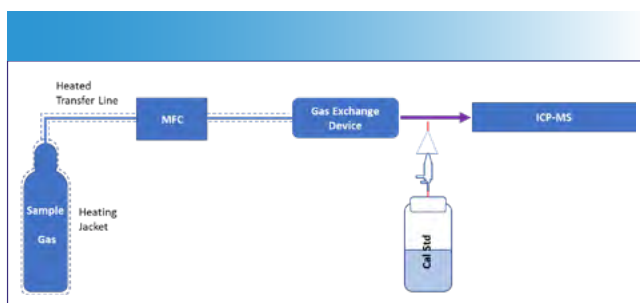 Heated
Transfer Line
MFC
Gas Exchange
Device
ICP-MS
Sample
Gas
Heating
Jacket
Cal Std